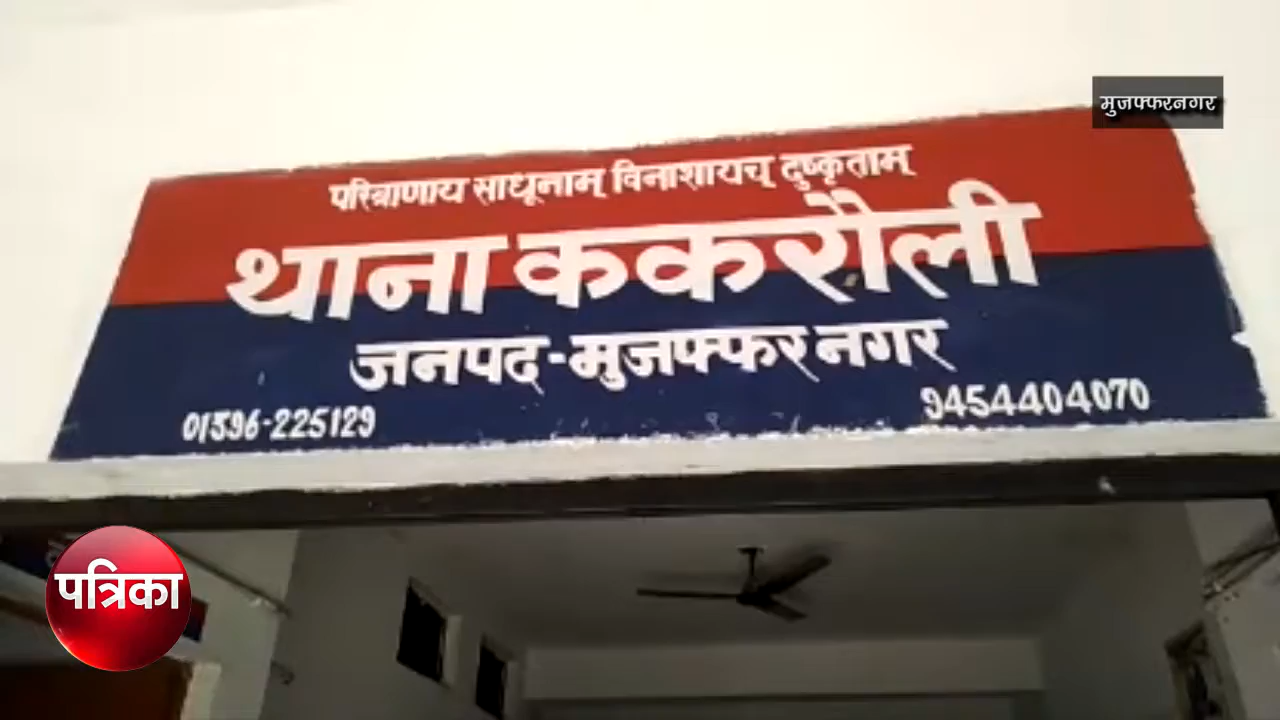 मुजफ्फरनगर
परित्राणाय साधूनाम् विनाशायच् दुष्कृताम्
थाना ककरौली
जनपद-मुजफ्फर नगर
01396-225129
9454404070
पत्रिका